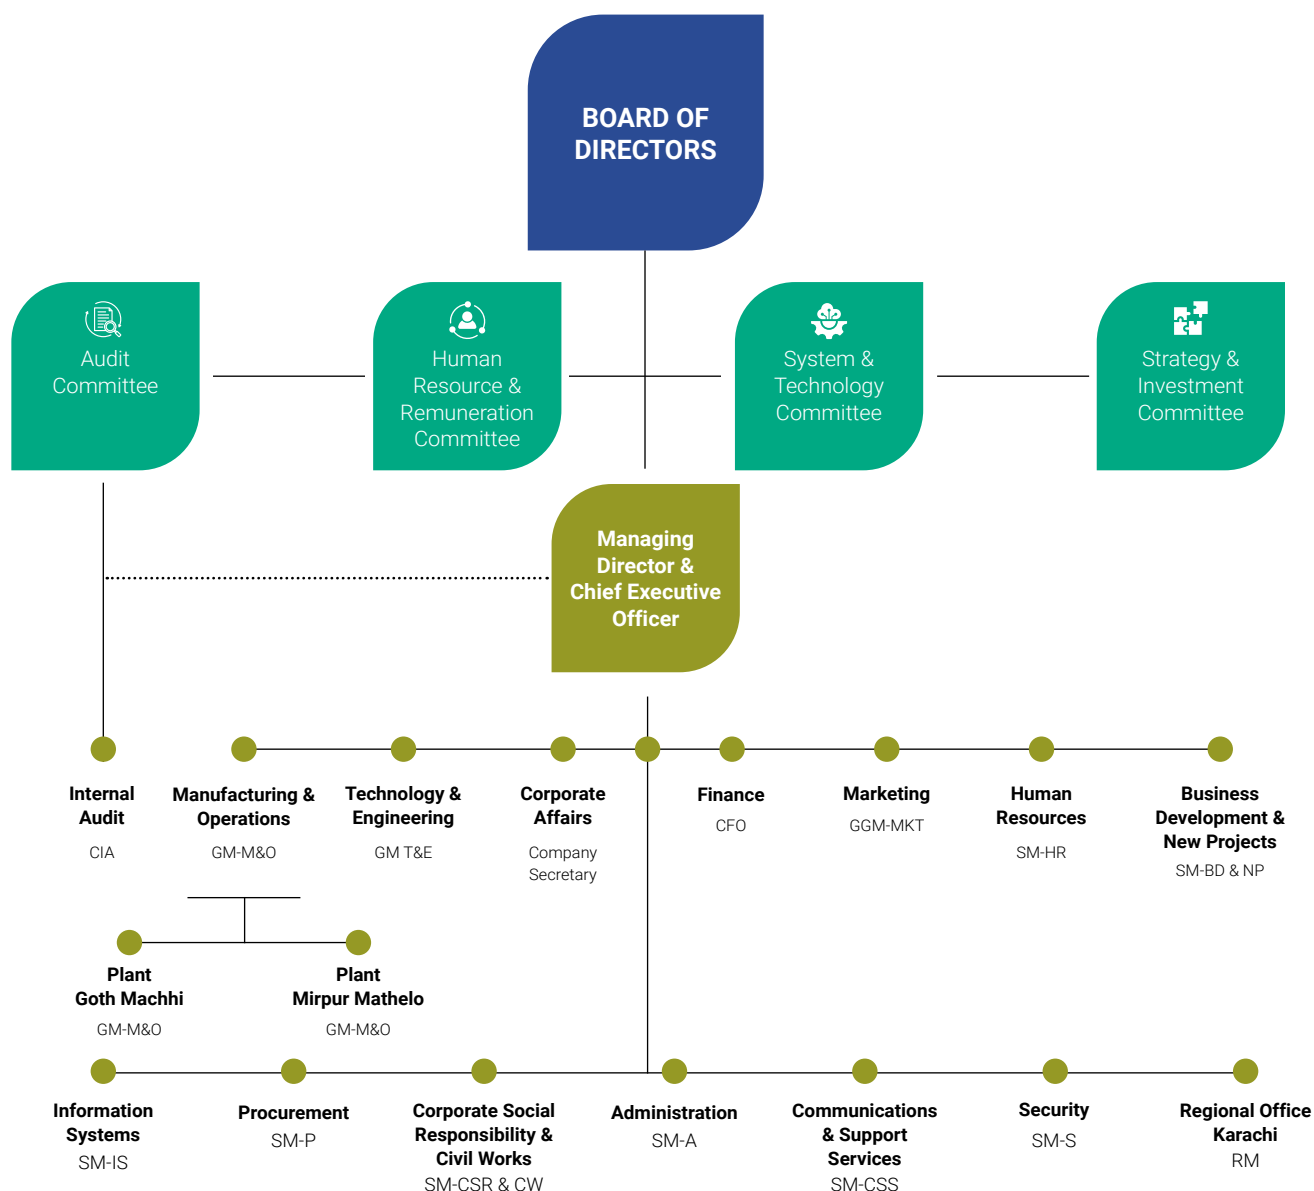 BOARD OF
DIRECTORS
Audit
Committee
Human
Resource &
Remuneration
Committee
System &
Technology
Committee
Strategy &
Investment
Committee
Managing
Director &
Chief Executive
Officer
Internal
Audit
CIA
Manufacturing &
Operations
GM-M&O
Technology &
Engineering
GM T&E
Corporate
Affairs
Company
Secretary
Finance
CFO
Marketing
GGM-MKT
Human
Resources
SM-HR
Business
Development &
New Projects
SM-BD & NP
Plant
Goth Machhi
GM-M&O
Plant
Mirpur Mathelo
GM-M&O
Information
Systems
SM-IS
Procurement
SM-P
Corporate Social
Responsibility &
Civil Works
SM-CSR & CW
Administration
SM-A
Communications
& Support
Services
SM-CSS
Security
SM-S
Regional Office
Karachi
RM